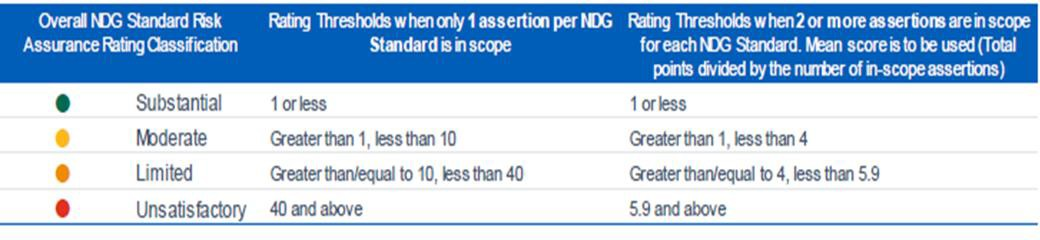 Overall NDG Standard Risk
Assurance Rating Classification
Rating Thresholds when only 1 assertion per NDG
Standard is in scope
Rating Thresholds when 2 or more assertions are in scope
for each NDG Standard. Mean score is to be used (Total
points divided by the number of in-scope assertions)
Substantial 1 or less 1 or less
Moderate Greater than 1, less than 10 Greater than 1, less than 4
Limited Greater than/equal to 10, less than 40 Greater than/equal to 4, less than 5.9
Unsatisfactory 40 and above 5.9 and above